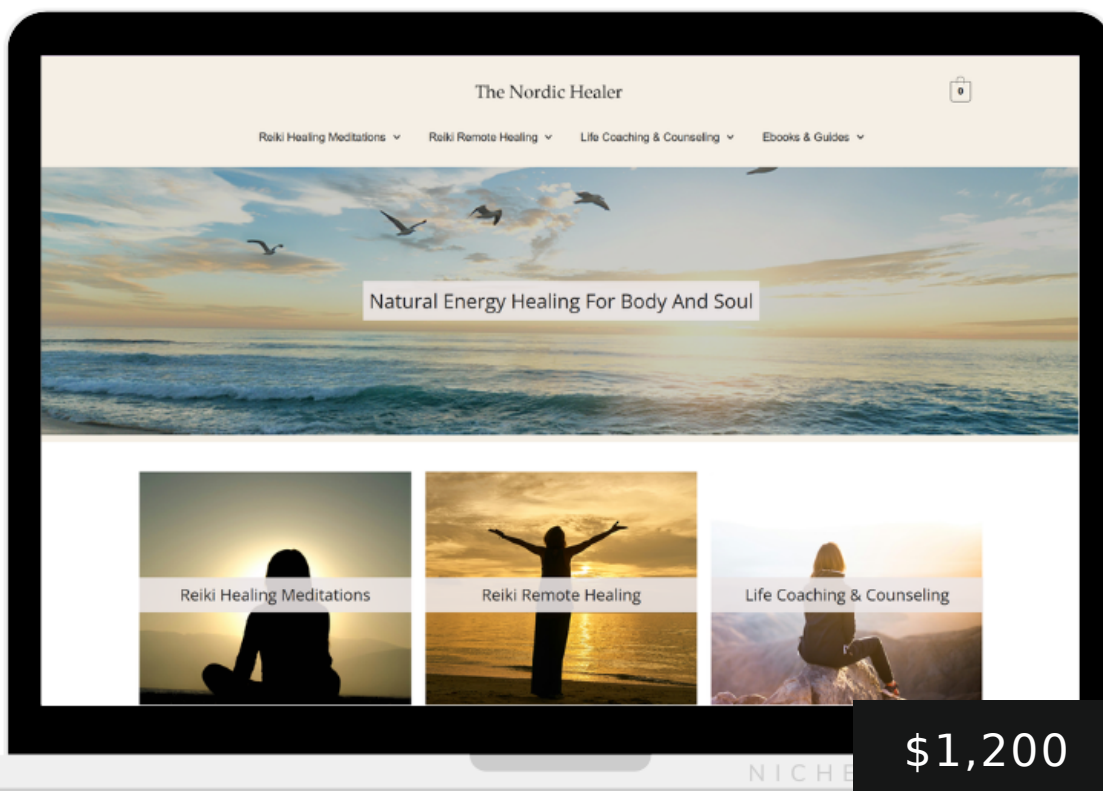 The Nordic Healer
0
Reiki Healing Meditations Reiki Remote Healing Life Coaching & Counseling Ebooks & Guides
Natural Energy Healing For Body And Soul
Reiki Healing Meditations Reiki Remote Healing Life Coaching & Counseling
NICHE
$1,200